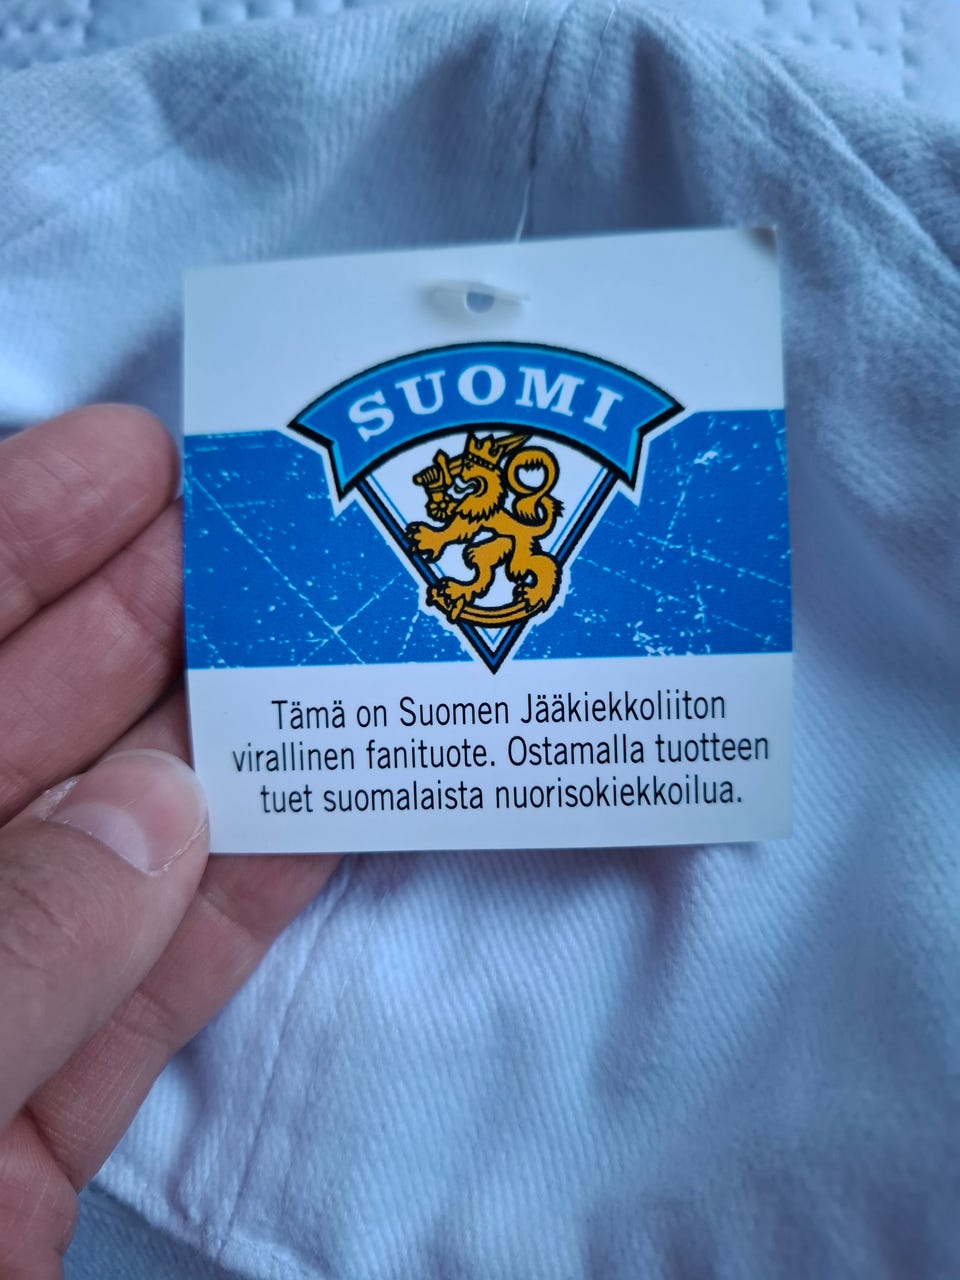 SUOMI
Tämä on Suomen Jääkiekkoliiton
virallinen fanituote. Ostamalla tuotteen
tuet suomalaista nuorisokiekkoilua.